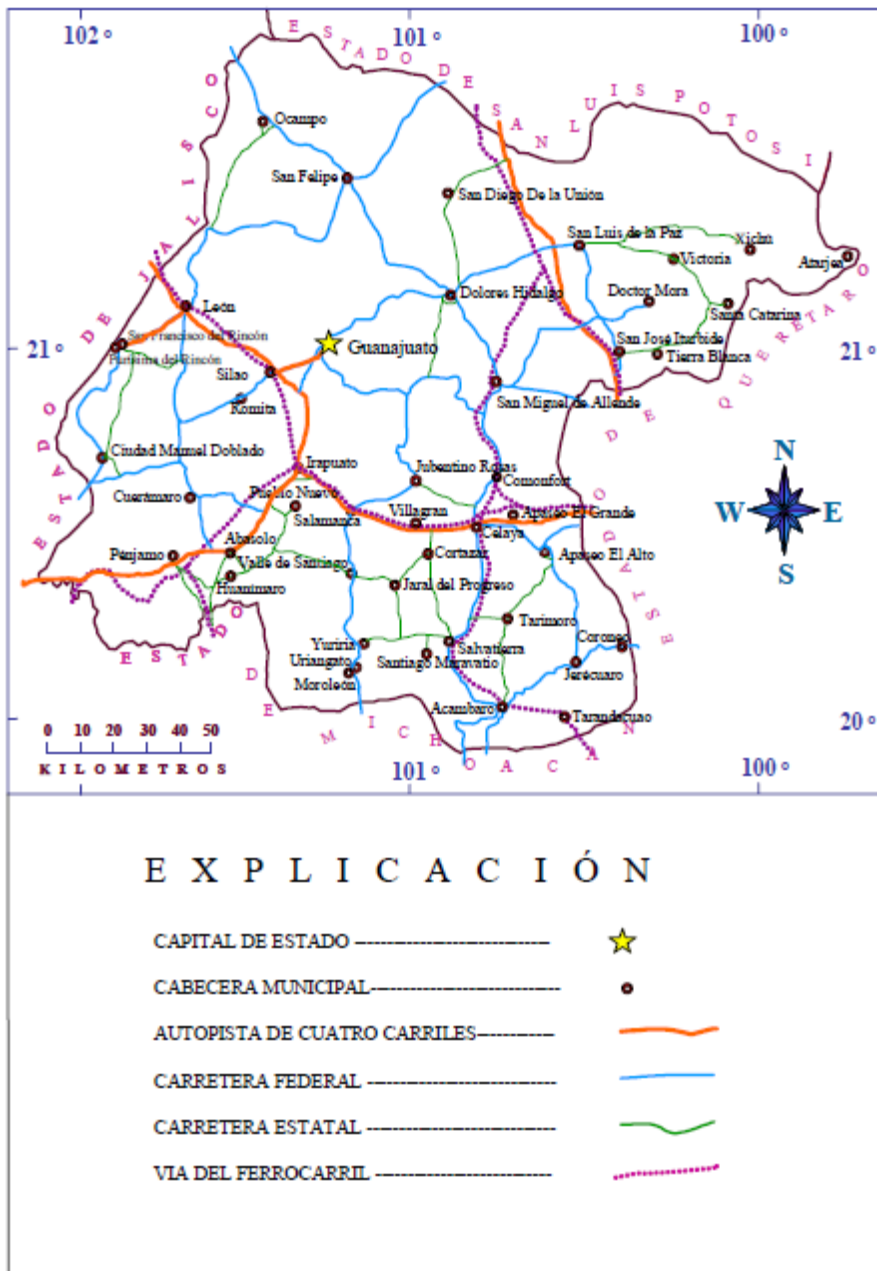 102° 101° 100°
ESTADO DE SAN LUIS POTOSI
ESTADO DE JALISCO
Ocampo
San Felipe
San Diego De la Unión
San Luis de la Paz
Xichú
Victoria
Atarjea
León
Dolores Hidalgo
Doctor Mora
Santa Catarina
San Francisco del Rincón
Purisima del Rincón
21° Guanajuato 21°
San José Iturbide
Tierra Blanca
Silao
Romita
San Miguel de Allende
ESTADO DE QUERETARO
Ciudad Manuel Doblado
Irapuato
Jubentino Rosas
Comonfort
N
W E
S
Cuerámaro
Pueblo Nuevo
Salamanca
Villagran
Apaseo El Grande
Celaya
Pénjamo
Abasolo
Valle de Santiago
Cortazar
Apaseo El Alto
Huanimaro
Jaral del Progreso
Tarimoro
Coroneo
Yuriria
Salvatierra
Uriangato
Santiago Maravatio
Jerécuaro
Moroleón
Acambaro
Tarandacuao
20°
ESTADO DE MICHOACAN
0 10 20 30 50
KILOMETROS
101° 100°
EXPLICACIÓN
CAPITAL DE ESTADO
CABECERA MUNICIPAL
AUTOPISTA DE CUATRO CARRILES
CARRETERA FEDERAL
CARRETERA ESTATAL
VIA DEL FERROCARRIL